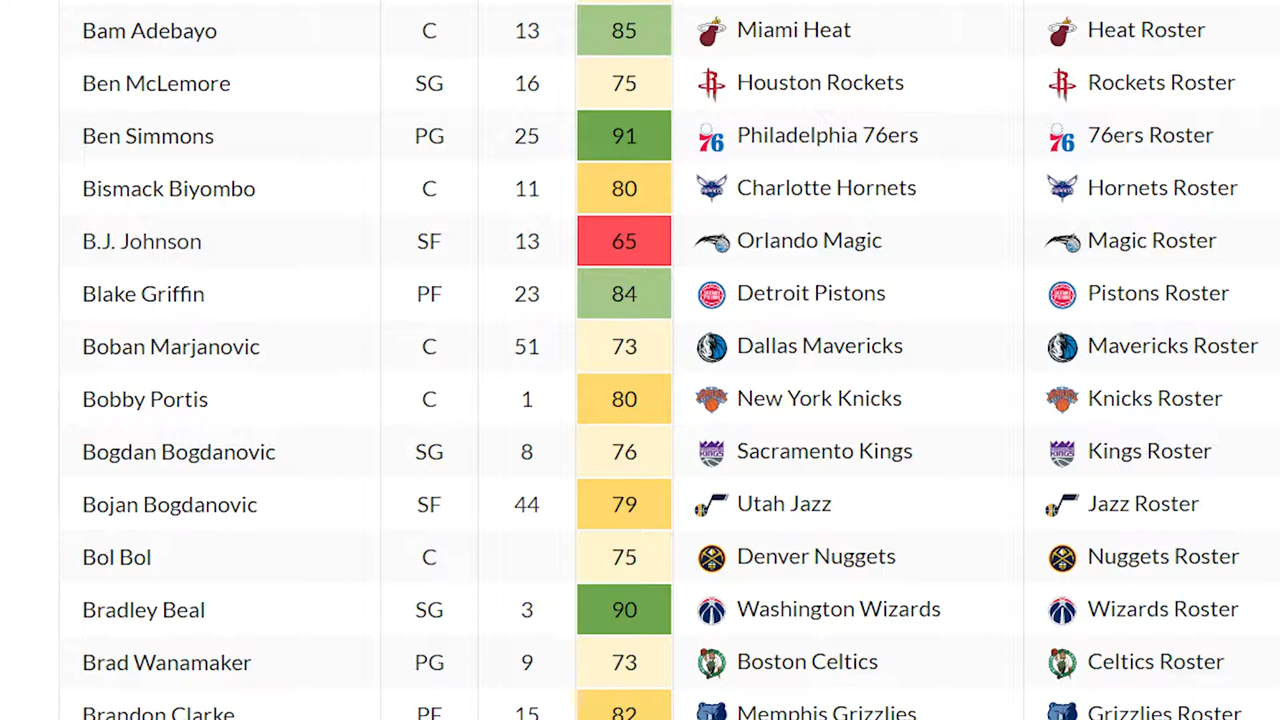 Bam Adebayo C 13 85 Miami Heat Heat Roster
Ben McLemore SG 16 75 Houston Rockets Rockets Roster
Ben Simmons PG 25 91 76 Philadelphia 76ers 76 76ers Roster
Bismack Biyombo C 11 80 Charlotte Hornets Hornets Roster
B.J. Johnson SF 13 65 Orlando Magic Magic Roster
Blake Griffin PF 23 84 Detroit Pistons Pistons Roster
Boban Marjanovic C 51 73 Dallas Mavericks Mavericks Roster
Bobby Portis C 1 80 New York Knicks Knicks Roster
Bogdan Bogdanovic SG 8 76 Sacramento Kings Kings Roster
Bojan Bogdanovic SF 44 79 Utah Jazz Jazz Roster
Bol Bol C 75 Denver Nuggets Nuggets Roster
Bradley Beal SG 3 90 Washington Wizards Wizards Roster
Brad Wanamaker PG 9 73 Boston Celtics Celtics Roster
Brandon Clarke PF 15 82 Memphis Grizzlies Grizzlies Roster